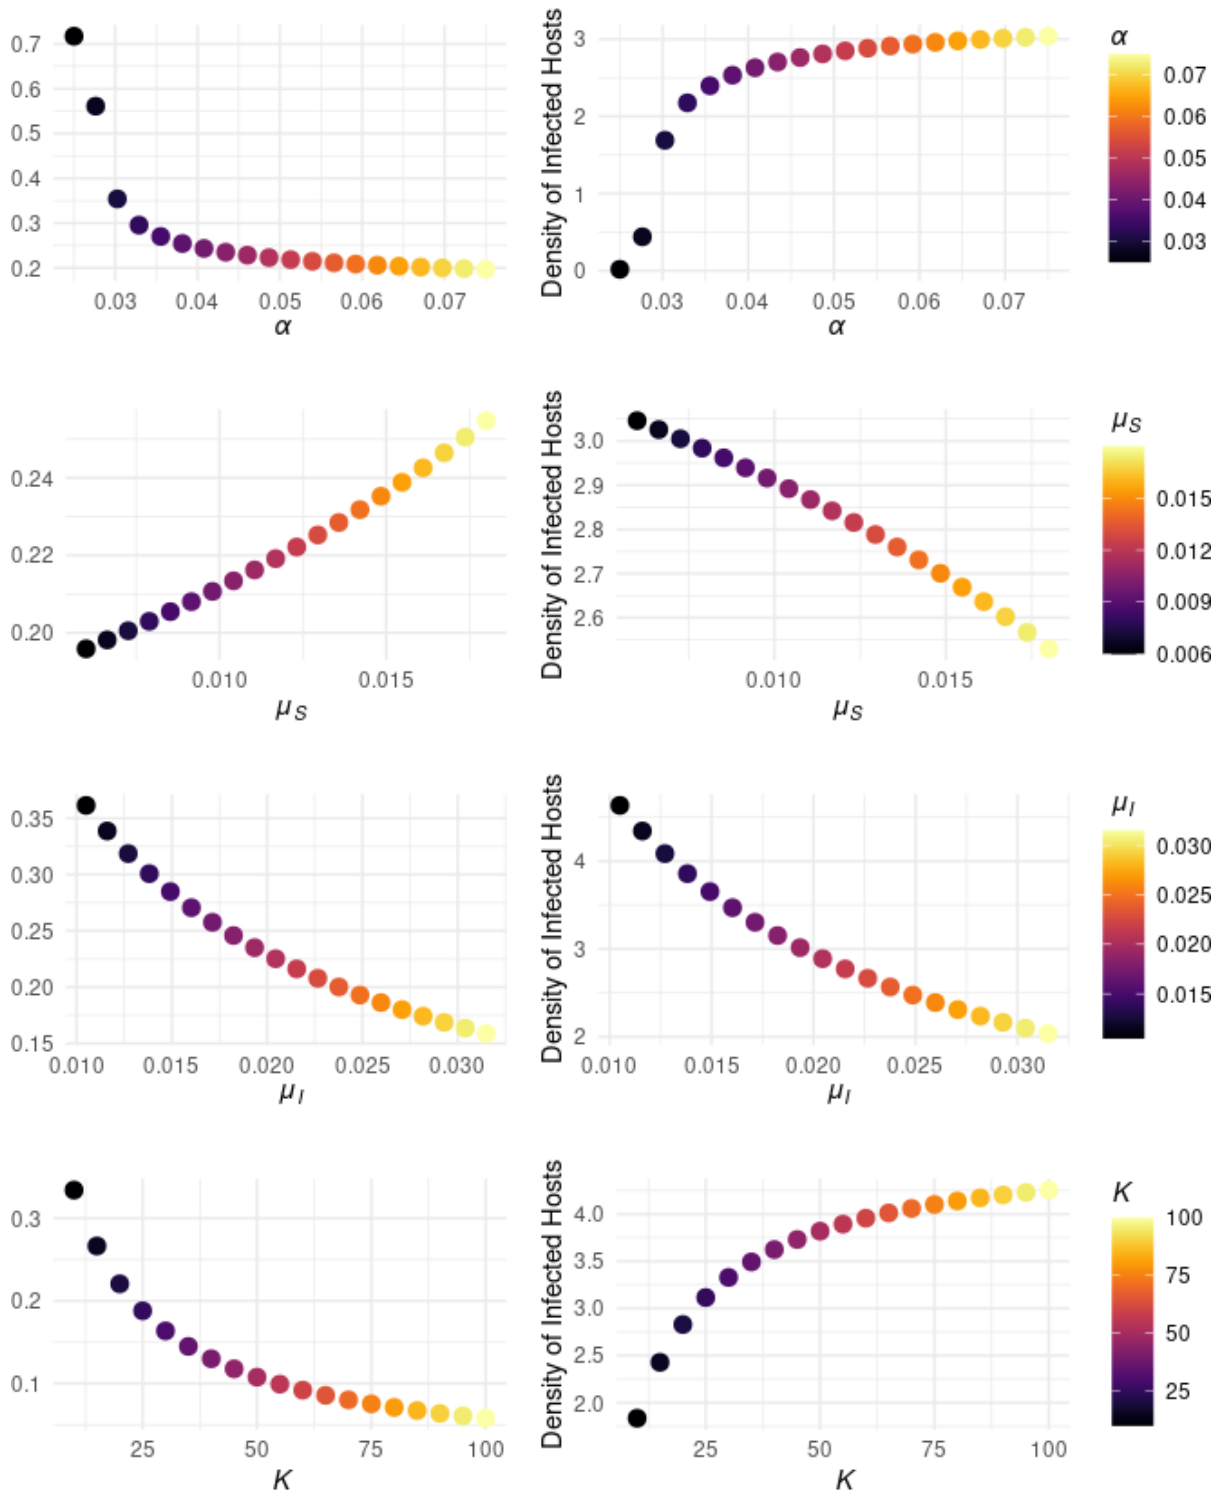 0.7
0.6
0.5
0.4
0.3
0.2
0.03 0.04 0.05 0.06 0.07
α
Density of Infected Hosts
3
2
1
0
0.03 0.04 0.05 0.06 0.07
α
α
0.07
0.06
0.05
0.04
0.03
0.24
0.22
0.20
0.010 0.015
μS
Density of Infected Hosts
3.0
2.9
2.8
2.7
2.6
0.010 0.015
μS
μS
0.015
0.012
0.009
0.006
0.35
0.30
0.25
0.20
0.15
0.010 0.015 0.020 0.025 0.030
μI
Density of Infected Hosts
4
3
2
0.010 0.015 0.020 0.025 0.030
μI
μI
0.030
0.025
0.020
0.015
0.3
0.2
0.1
25 50 75 100
K
Density of Infected Hosts
4.0
3.5
3.0
2.5
2.0
25 50 75 100
K
K
100
75
50
25